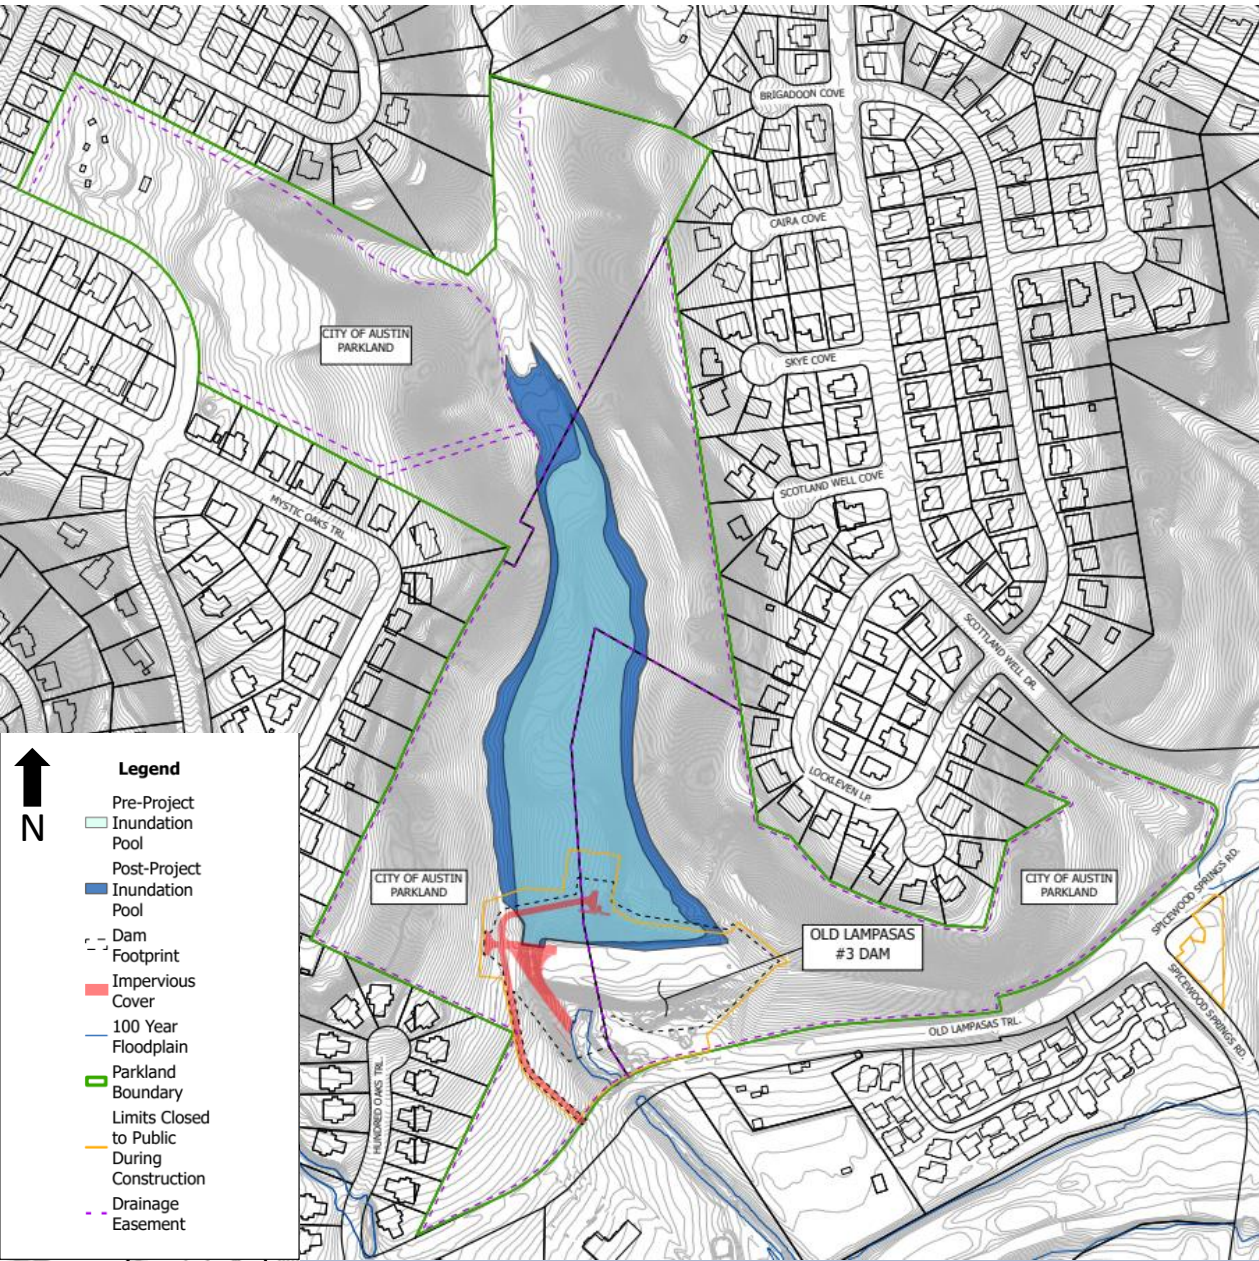 BRIGADOON COVE
CAIRA COVE
CITY OF AUSTIN
PARKLAND
SKYE COVE
SCOTLAND WELL COVE
MYSTIC OAKS TRL.
SCOTLAND WELL DR.
LOCKLEVEN LP.
CITY OF AUSTIN
PARKLAND
CITY OF AUSTIN
PARKLAND
SPICEWOOD SPRINGS RD.
OLD LAMPASAS
#3 DAM
SPICEWOOD SPRINGS RD.
OLD LAMPASAS TRL.
HUNDRED OAKS TRL.
N
Legend
Pre-Project
Inundation
Pool
Post-Project
Inundation
Pool
Dam
Footprint
Impervious
Cover
100 Year
Floodplain
Parkland
Boundary
Limits Closed
to Public
During
Construction
Drainage
Easement